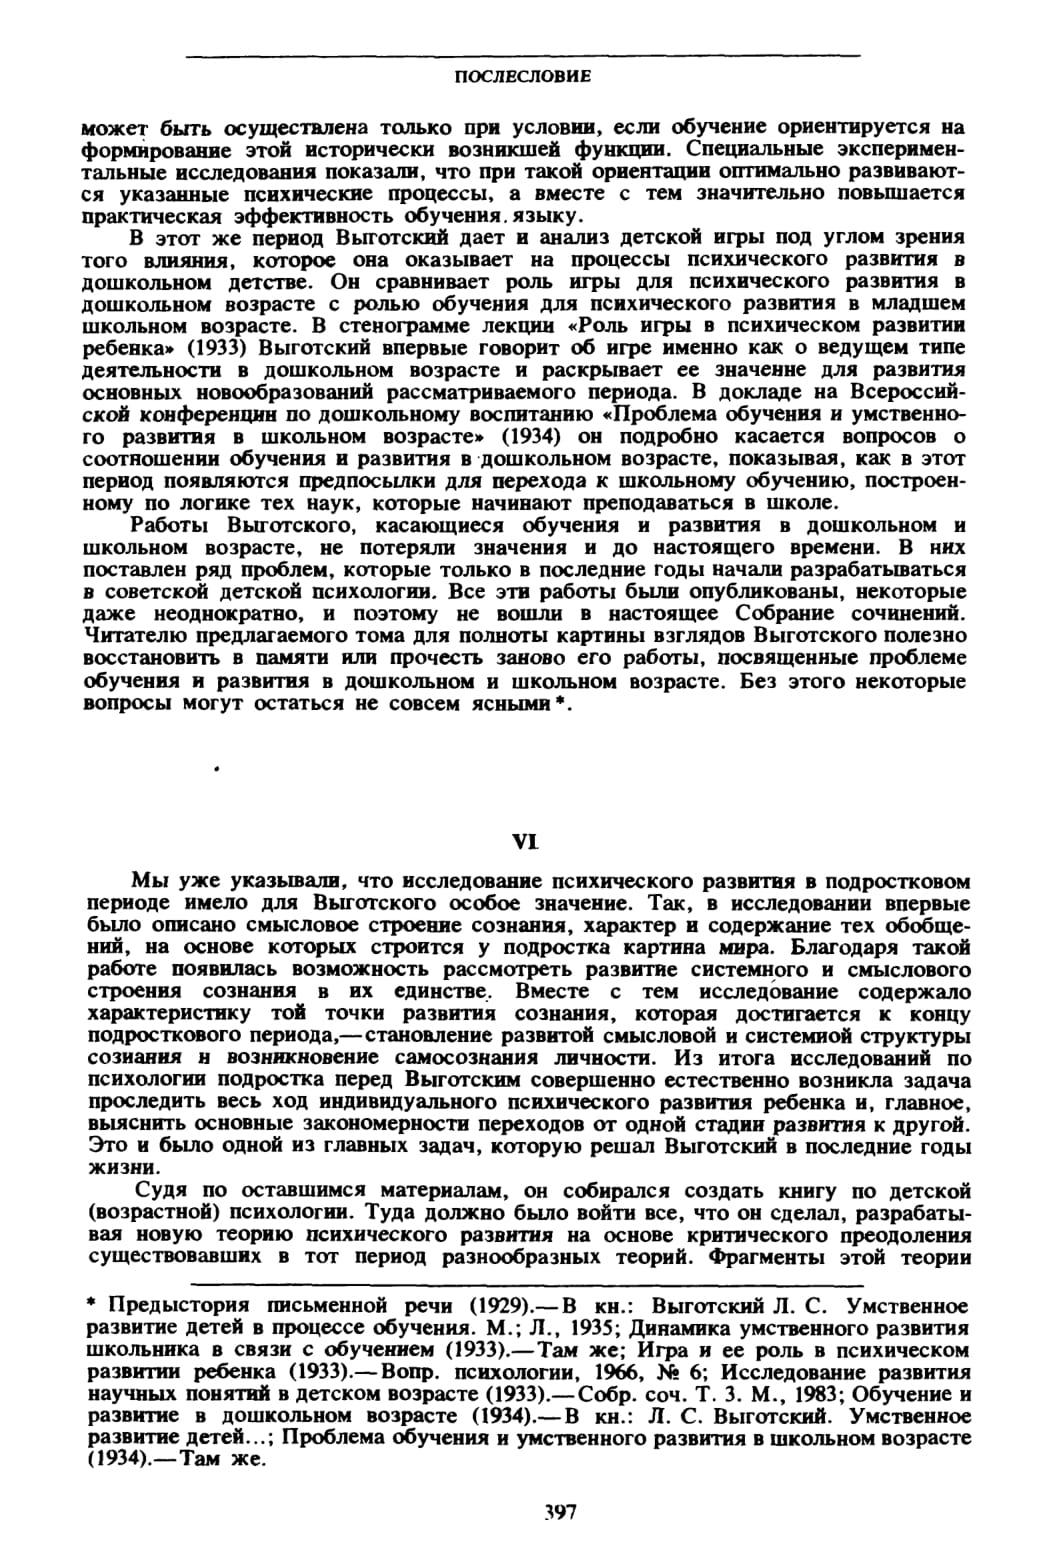 ПОСЛЕСЛОВИЕ
может быть осуществлена только при условии, если обучение ориентируется на
формирование этой исторически возникшей функции. Специальные эксперимен-
тальные исследования показали, что при такой ориентации оптимально развивают-
ся указанные психические процессы, а вместе с тем значительно повышается
практическая эффективность обучения.языку.
В этот же период Выготский дает и анализ детской игры под углом зрения
того влияния, которое она оказывает на процессы психического развития в
дошкольном детстве. Он сравнивает роль игры для психического развития в
дошкольном возрасте с ролью обучения для психического развития в младшем
школьном возрасте. В стенограмме лекции «Роль игры в психическом развитии
ребенка» (1933) Выготский впервые говорит об игре именно как о ведущем типе
деятельности в дошкольном возрасте и раскрывает ее значение для развития
основных новообразований рассматриваемого периода. В докладе на Всероссий-
ской конференции по дошкольному воспитанию «Проблема обучения и умственно-
го развития в школьном возрасте» (1934) он подробно касается вопросов о
соотношении обучения и развития в дошкольном возрасте, показывая, как в этот
период появляются предпосылки для перехода к школьному обучению, построен-
ному по логике тех наук, которые начинают преподаваться в школе.
Работы Выготского, касающиеся обучения и развития в дошкольном и
школьном возрасте, не потеряли значения и до настоящего времени. В них
поставлен ряд проблем, которые только в последние годы начали разрабатываться
в советской детской психологии. Все эти работы были опубликованы, некоторые
даже неоднократно, и поэтому не вошли в настоящее Собрание сочинений.
Читателю предлагаемого тома для полноты картины взглядов Выготского полезно
восстановить в памяти или прочесть заново его работы, посвященные проблеме
обучения и развития в дошкольном и школьном возрасте. Без этого некоторые
вопросы могут остаться не совсем ясными*.
VI
Мы уже указывали, что исследование психического развития в подростковом
периоде имело для Выготского особое значение. Так, в исследовании впервые
было описано смысловое строение сознания, характер и содержание тех обобще-
ний, на основе которых строится у подростка картина мира. Благодаря такой
работе появилась возможность рассмотреть развитие системного и смыслового
строения сознания в их единстве. Вместе с тем исследование содержало
характеристику той точки развития сознания, которая достигается к концу
подросткового периода,—становление развитой смысловой и системной структуры
сознания и возникновение самосознания личности. Из итога исследований по
психологии подростка перед Выготским совершенно естественно возникла задача
проследить весь ход индивидуального психического развития ребенка и, главное,
выяснить основные закономерности переходов от одной стадии развития к другой.
Это и было одной из главных задач, которую решал Выготский в последние годы
жизни.
Судя по оставшимся материалам, он собирался создать книгу по детской
(возрастной) психологии. Туда должно было войти все, что он сделал, разрабаты-
вая новую теорию психического развития на основе критического преодоления
существовавших в тот период разнообразных теорий. Фрагменты этой теории
* Предыстория письменной речи (1929).—В кн.: Выготский Л. С. Умственное
развитие детей в процессе обучения. М.; Л., 1935; Динамика умственного развития
школьника в связи с обучением (1933).—Там же; Игра и ее роль в психическом
развитии ребенка (1933).—Вопр. психологии, 1966, № 6; Исследование развития
научных понятий в детском возрасте (1933).—Собр. соч. Т. 3. М., 1983; Обучение и
развитие в дошкольном возрасте (1934).—В кн.: Л. С. Выготский. Умственное
развитие детей...; Проблема обучения и умственного развития в школьном возрасте
(1934).—Там же.
397